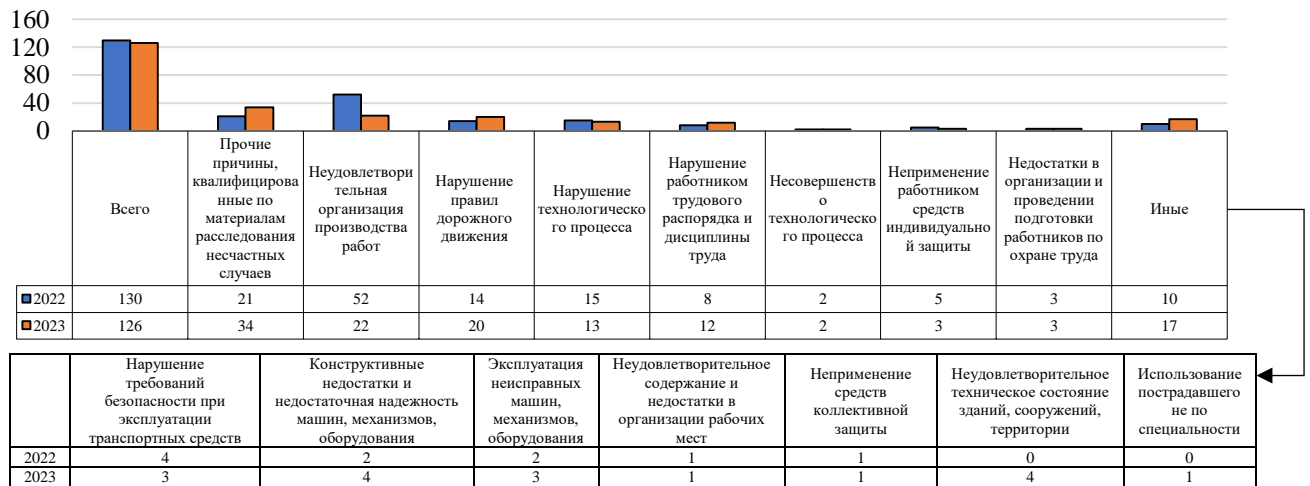 160
120
80
40
0
Всего
Прочие
причины,
квалифицирова
нные по
материалам
расследования
несчастных
случаев
Неудовлетвори
тельная
организация
производства
работ
Нарушение
правил
дорожного
движения
Нарушение
технологическо
го процесса
Нарушение
работником
трудового
распорядка и
дисциплины
труда
Несовершенств
о
технологическо
го процесса
Неприменение
работником
средств
индивидуально
й защиты
Недостатки в
организации и
проведении
подготовки
работников по
охране труда
Иные
2022 130 21 52 14 15 8 2 5 3 10
2023 126 34 22 20 13 12 2 3 3 17
Нарушение
требований
безопасности при
эксплуатации
транспортных средств
Конструктивные
недостатки и
недостаточная надежность
машин, механизмов,
оборудования
Эксплуатация
неисправных
машин,
механизмов,
оборудования
Неудовлетворительное
содержание и
недостатки в
организации рабочих
мест
Неприменение
средств
коллективной
защиты
Неудовлетворительное
техническое состояние
зданий, сооружений,
территории
Использование
пострадавшего
не по
специальности
2022 4 2 2 1 1 0 0
2023 3 4 3 1 1 4 1